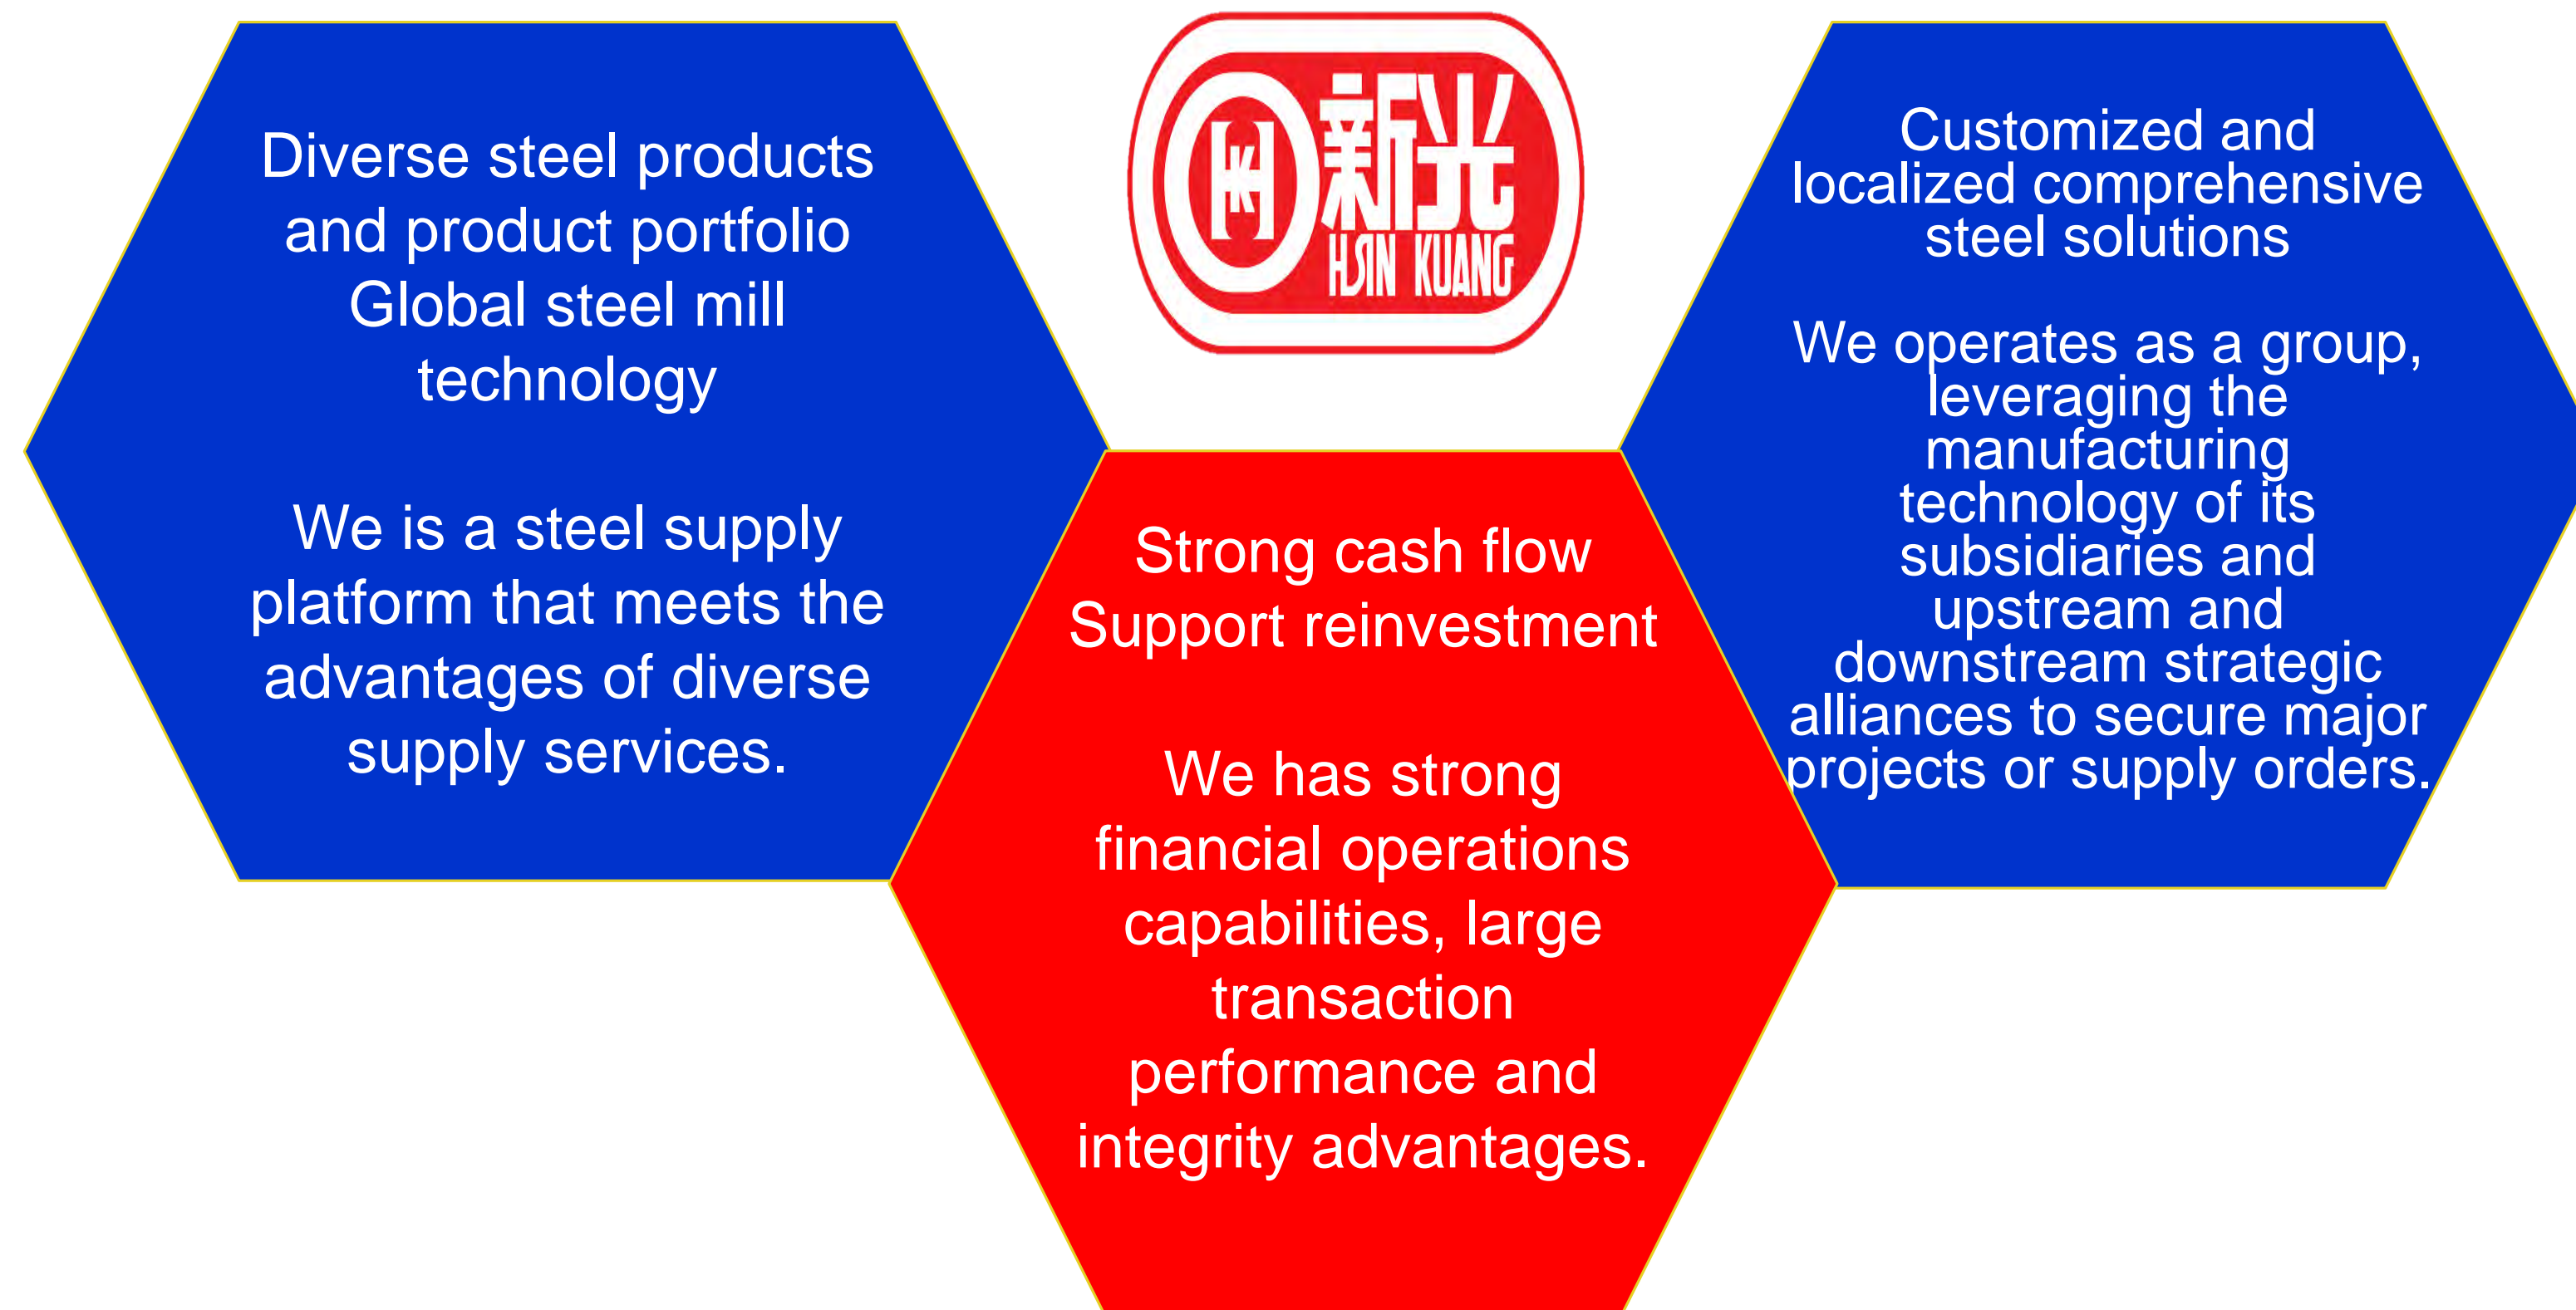 Diverse steel products
and product portfolio
Global steel mill
technology
We is a steel supply
platform that meets the
advantages of diverse
supply services.
HK
新光
HSIN KUANG
Strong cash flow
Support reinvestment
We has strong
financial operations
capabilities, large
transaction
performance and
integrity advantages.
Customized and
localized comprehensive
steel solutions
We operates as a group,
leveraging the
manufacturing
technology of its
subsidiaries and
upstream and
downstream strategic
alliances to secure major
projects or supply orders.